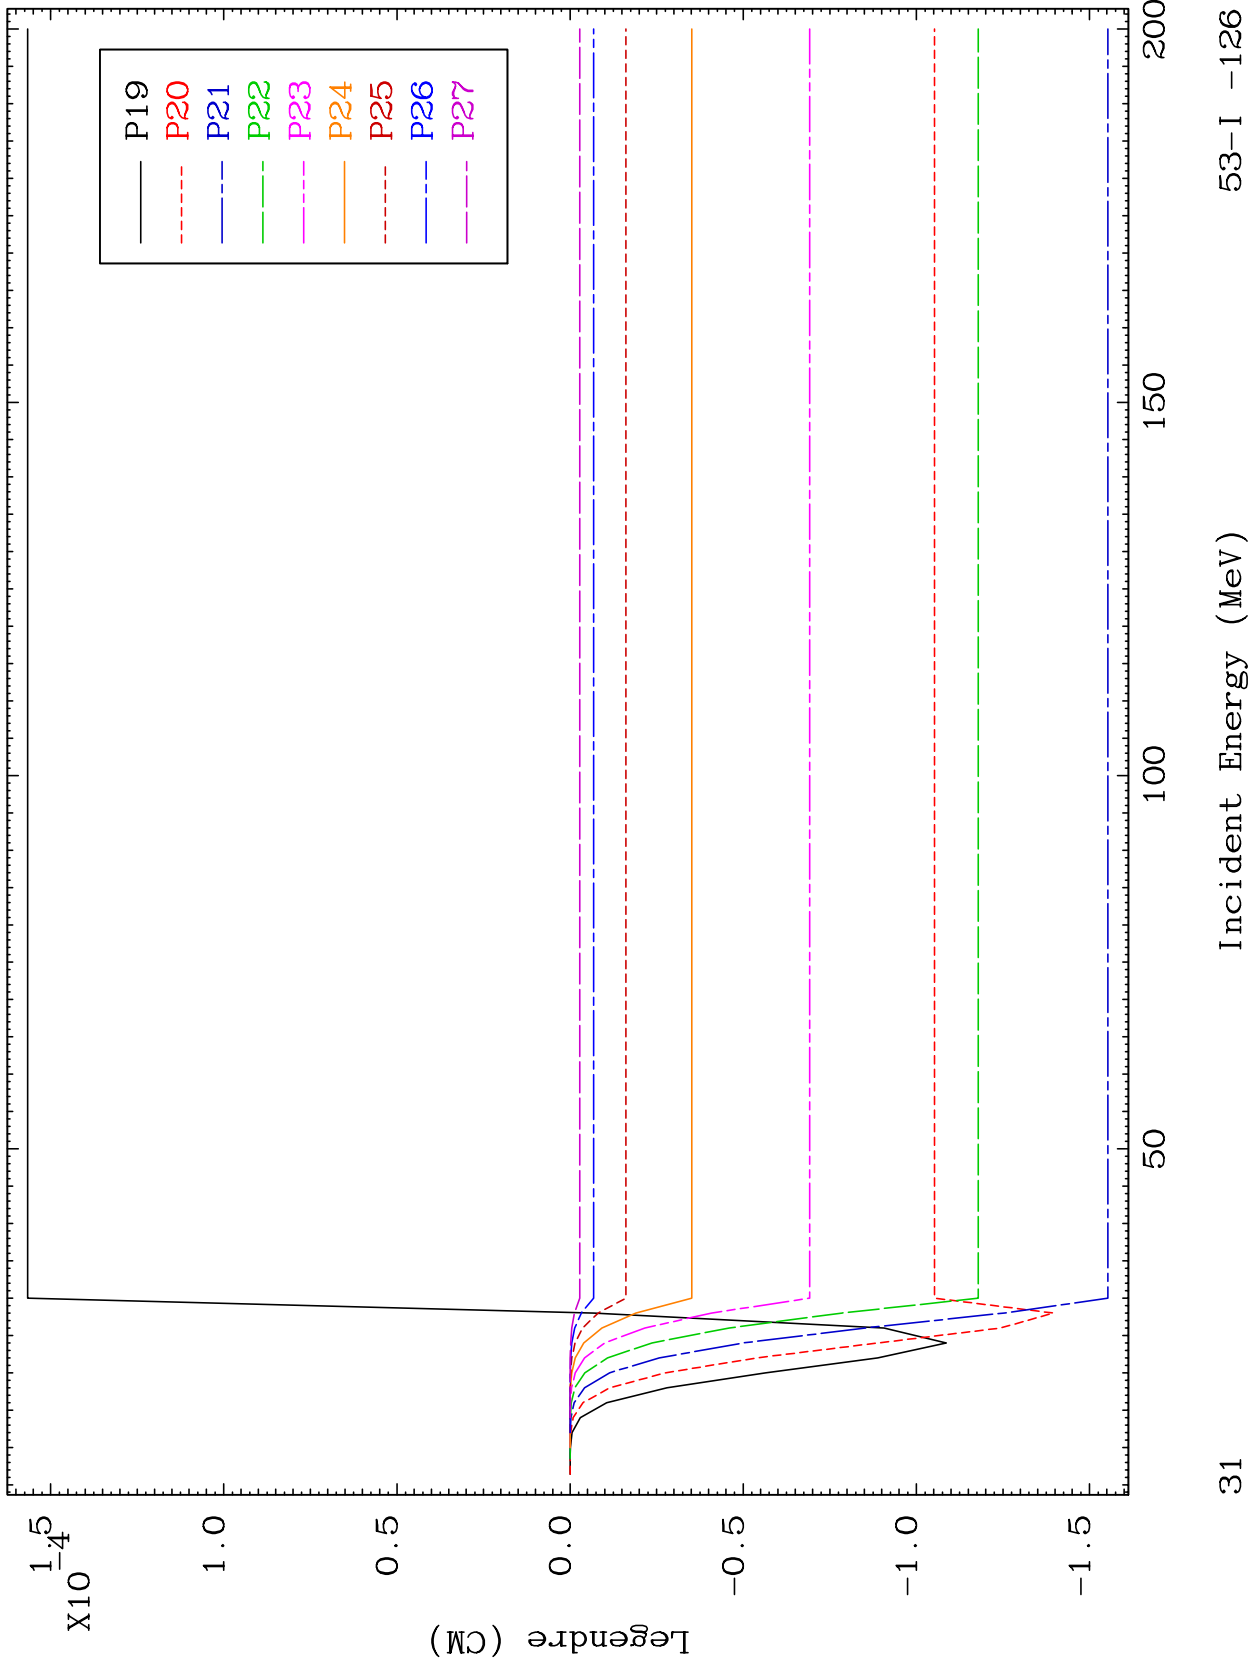 X10
-4
1.5
1.0
0.5
0.0
-0.5
-1.0
-1.5
Legendre (CM)
P19
P20
P21
P22
P23
P24
P25
P26
P27
50
100
150
200
Incident Energy (MeV)
31
53-I -126